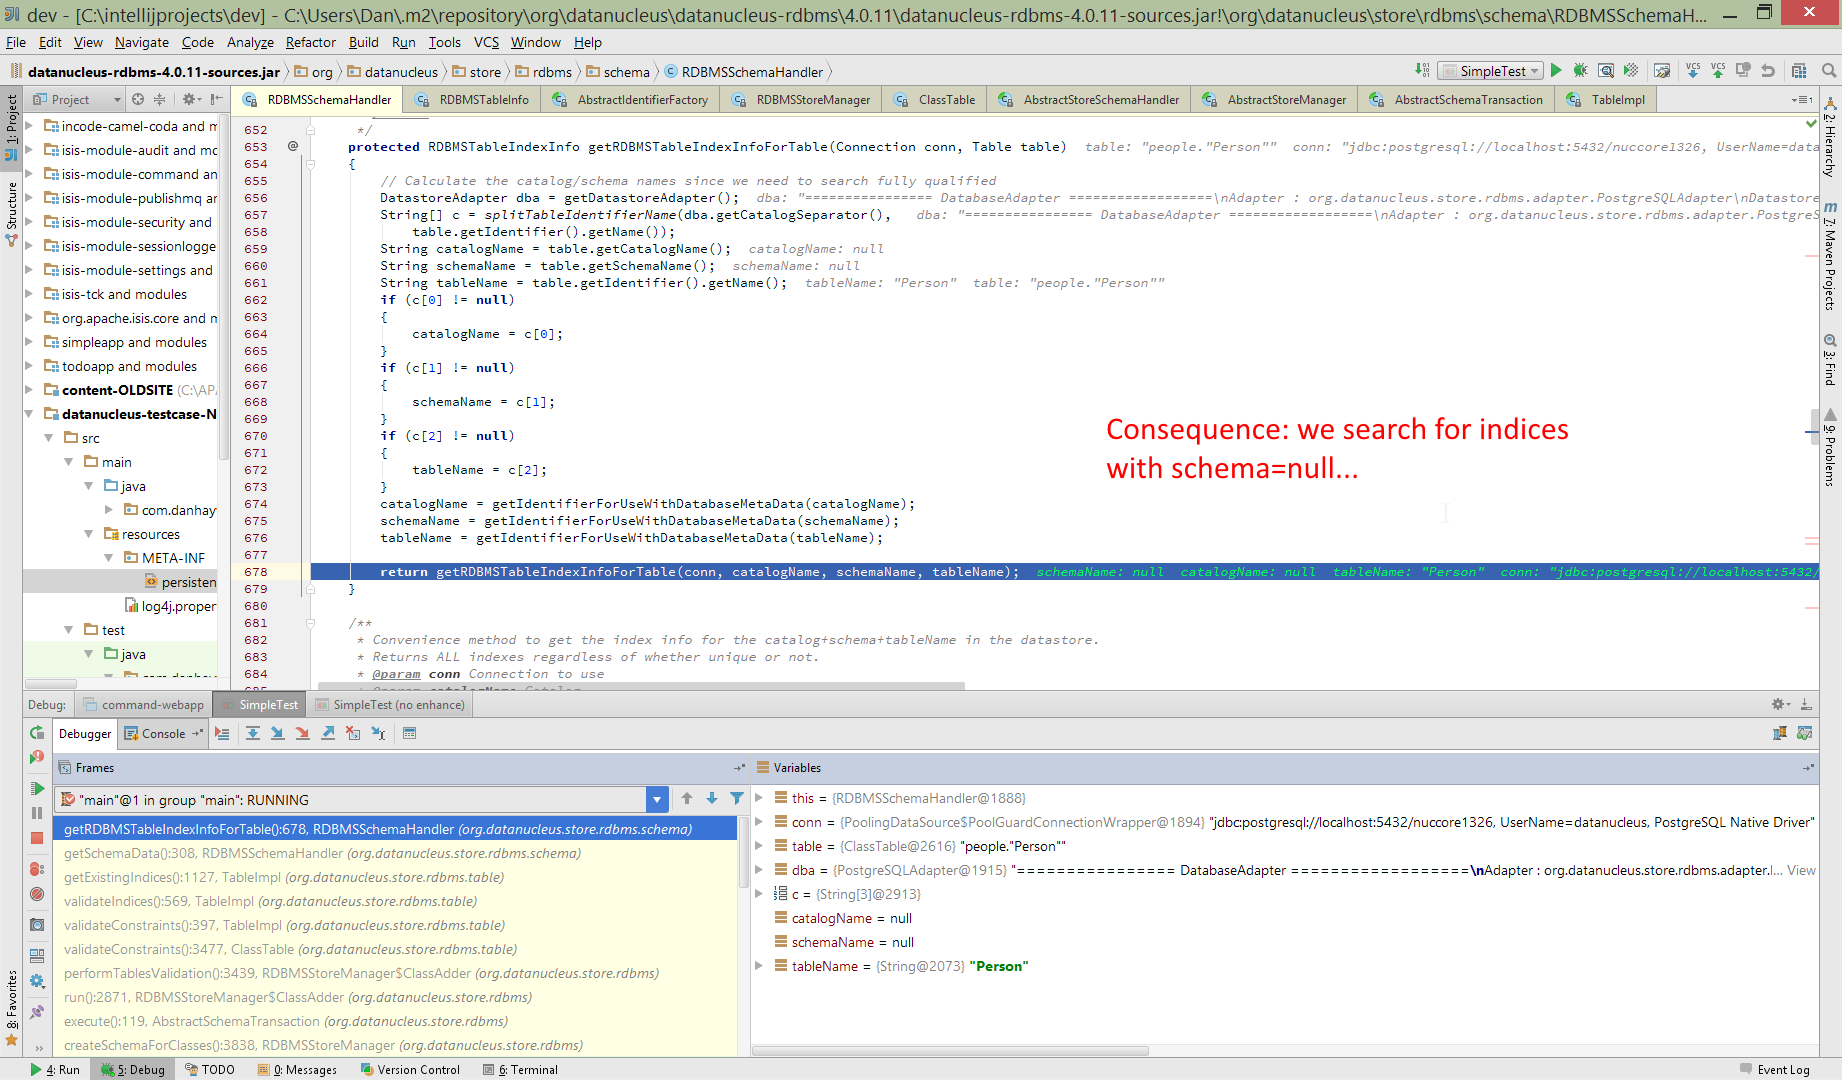 dev - [C:\intellijprojects\dev] - C:\Users\Dan\.m2\repository\org\datanucleus\datanucleus-rdbms\4.0.11\datanucleus-rdbms-4.0.11-sources.jar!\org\datanucleus\store\rdbms\schema\RDBMSSchemaH...
File Edit View Navigate Code Analyze Refactor Build Run Tools VCS Window Help
datanucleus-rdbms-4.0.11-sources.jar org datanucleus store rdbms schema RDBMSSchemaHandler SimpleTest VCS VCS
Project RDBMSSchemaHandler RDBMSTableInfo AbstractIdentifierFactory RDBMSStoreManager ClassTable AbstractStoreSchemaHandler AbstractStoreManager AbstractSchemaTransaction TableImpl
1: Project
Structure
8: Favorites
incode-camel-coda and m
isis-module-audit and mo
isis-module-command an
isis-module-publishmq ar
isis-module-security and
isis-module-sessionlogge
isis-module-settings and
isis-tck and modules
org.apache.isis.core and m
simpleapp and modules
todoapp and modules
content-OLDSITE (C:\AP
datanucleus-testcase-N
src
main
java
com.danhay
resources
META-INF
persisten
log4j.proper
test
java
com.danhay
652 */
653 @ protected RDBMSTableIndexInfo getRDBMSTableIndexInfoForTable(Connection conn, Table table) table: "people."Person"" conn: "jdbc:postgresql://localhost:5432/nuccore1326, UserName=data
654 {
655 // Calculate the catalog/schema names since we need to search fully qualified
656 DatastoreAdapter dba = getDatastoreAdapter(); dba: "================ DatabaseAdapter ==================\nAdapter : org.datanucleus.store.rdbms.adapter.PostgreSQLAdapter\nDatastore
657 String[] c = splitTableIdentifierName(dba.getCatalogSeparator(), dba: "================ DatabaseAdapter ==================\nAdapter : org.datanucleus.store.rdbms.adapter.PostgreS
658 table.getIdentifier().getName());
659 String catalogName = table.getCatalogName(); catalogName: null
660 String schemaName = table.getSchemaName(); schemaName: null
661 String tableName = table.getIdentifier().getName(); tableName: "Person" table: "people."Person""
662 if (c[0] != null)
663 {
664 catalogName = c[0];
665 }
666 if (c[1] != null)
667 {
668 schemaName = c[1];
669 }
670 if (c[2] != null)
671 {
672 tableName = c[2];
673 }
674 catalogName = getIdentifierForUseWithDatabaseMetaData(catalogName);
675 schemaName = getIdentifierForUseWithDatabaseMetaData(schemaName);
676 tableName = getIdentifierForUseWithDatabaseMetaData(tableName);
677
678 return getRDBMSTableIndexInfoForTable(conn, catalogName, schemaName, tableName); schemaName: null catalogName: null tableName: "Person" conn: "jdbc:postgresql://localhost:5432/
679 }
680
681 /**
682 * Convenience method to get the index info for the catalog+schema+tableName in the datastore.
683 * Returns ALL indexes regardless of whether unique or not.
684 * @param conn Connection to use
685 * @param catalogName Catalog
Consequence: we search for indices
with schema=null...
2: Hierarchy
7: Maven Projects
3: Find
9: Problems
Debug: command-webapp SimpleTest SimpleTest (no enhance)
Debugger Console
Frames
"main"@1 in group "main": RUNNING
getRDBMSTableIndexInfoForTable():678, RDBMSSchemaHandler (org.datanucleus.store.rdbms.schema)
getSchemaData():308, RDBMSSchemaHandler (org.datanucleus.store.rdbms.schema)
getExistingIndices():1127, TableImpl (org.datanucleus.store.rdbms.table)
validateIndices():569, TableImpl (org.datanucleus.store.rdbms.table)
validateConstraints():397, TableImpl (org.datanucleus.store.rdbms.table)
validateConstraints():3477, ClassTable (org.datanucleus.store.rdbms.table)
performTablesValidation():3439, RDBMSStoreManager$ClassAdder (org.datanucleus.store.rdbms)
run():2871, RDBMSStoreManager$ClassAdder (org.datanucleus.store.rdbms)
execute():119, AbstractSchemaTransaction (org.datanucleus.store.rdbms)
createSchemaForClasses():3838, RDBMSStoreManager (org.datanucleus.store.rdbms)
Variables
this = {RDBMSSchemaHandler@1888}
conn = {PoolingDataSource$PoolGuardConnectionWrapper@1894} "jdbc:postgresql://localhost:5432/nuccore1326, UserName=datanucleus, PostgreSQL Native Driver"
table = {ClassTable@2616} "people."Person""
dba = {PostgreSQLAdapter@1915} "================ DatabaseAdapter ==================\nAdapter : org.datanucleus.store.rdbms.adapter.I... View
c = {String[3]@2913}
catalogName = null
schemaName = null
tableName = {String@2073} "Person"
4: Run 5: Debug TODO 0: Messages Version Control 6: Terminal Event Log